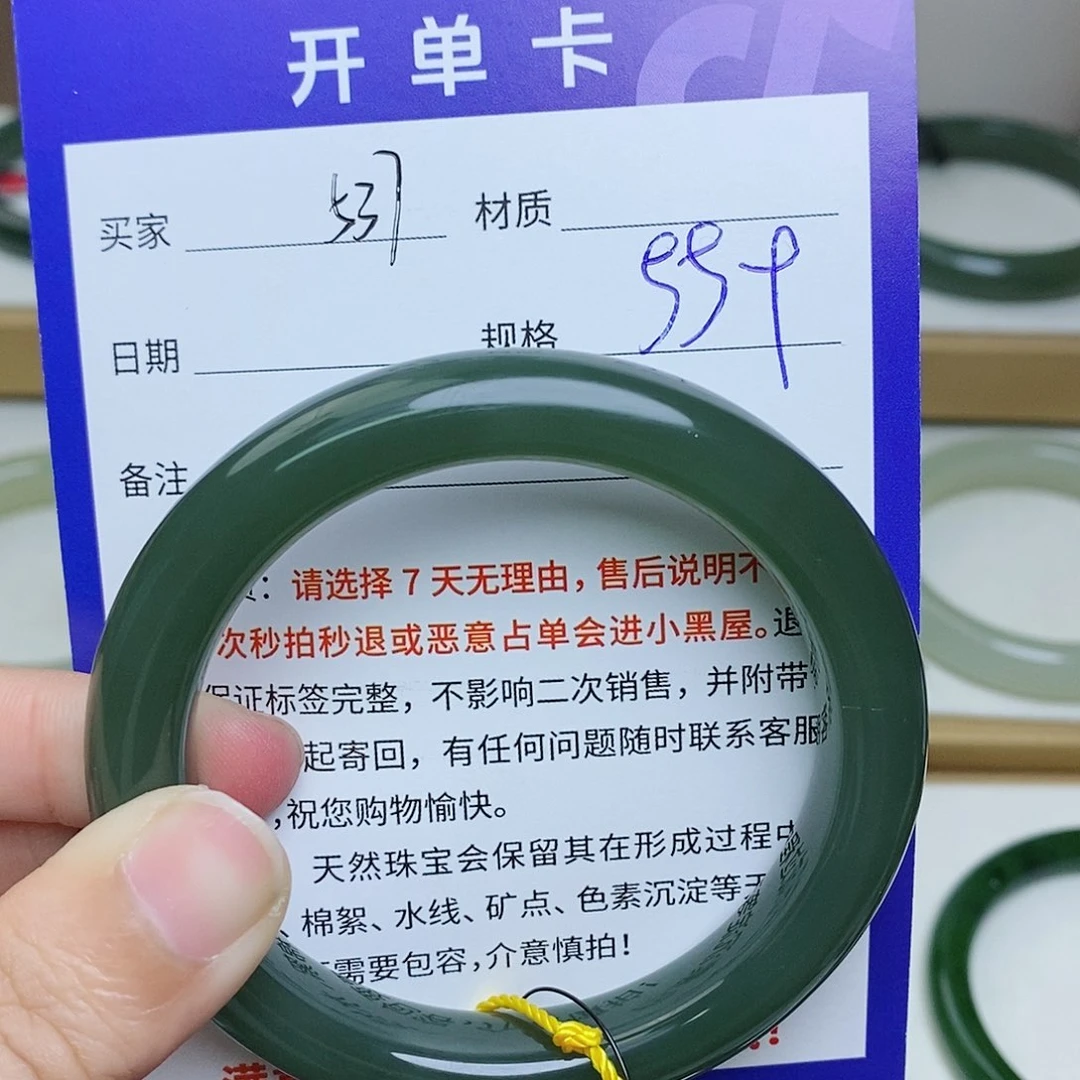 开单卡
买家 材质
日期 规格
备注
：请选择 7 天无理由，售后说明不
次秒拍秒退或恶意占单会进小黑屋。退
保证标签完整，不影响二次销售，并附带
起寄回，有任何问题随时联系客服
，祝您购物愉快。
天然珠宝会保留其在形成过程中
、棉絮、水线、矿点、色素沉淀等天
需要包容，介意慎拍！